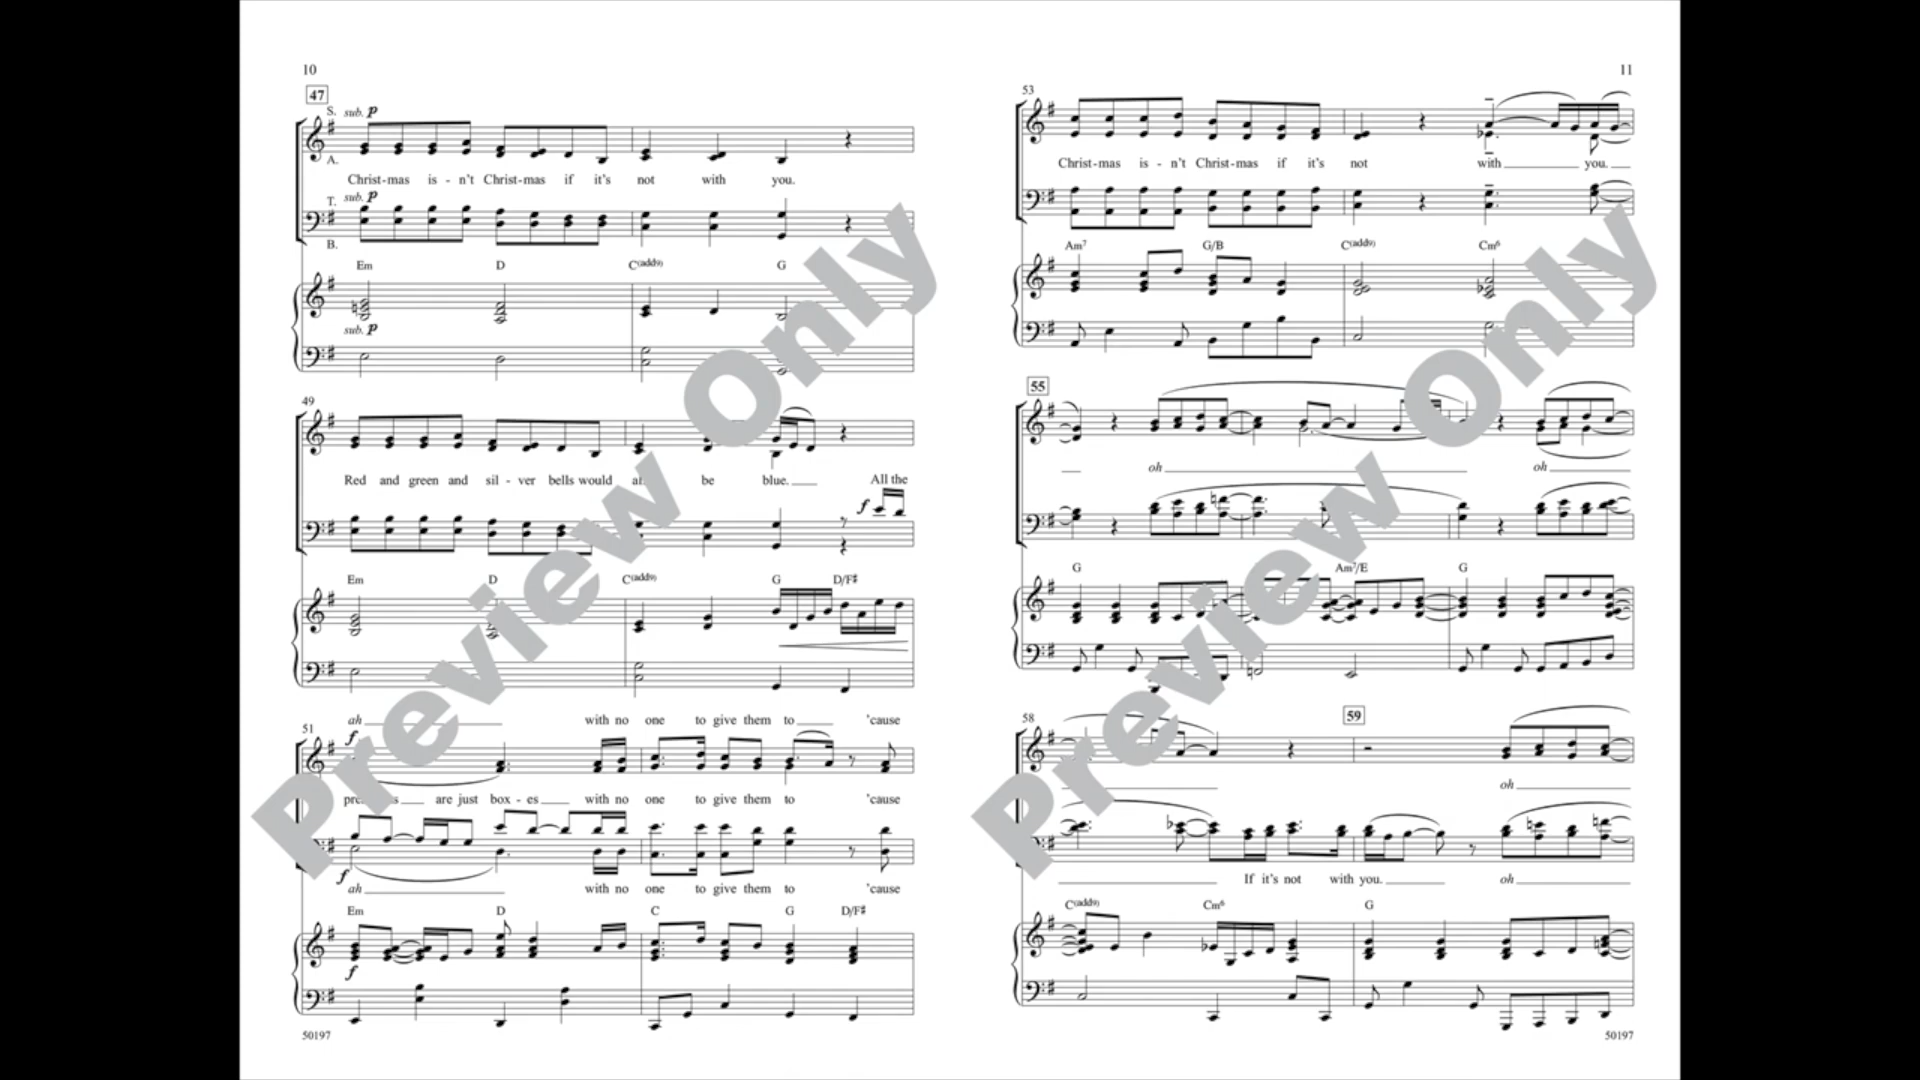 10
47
S. sub. p
A.
Christ-mas is - n't Christ-mas if it's not with you.
T. sub. p
B.
Em D C(add9) G
sub. p
49
Red and green and sil - ver bells would be blue. All the
f
Em D C(add9) G D/F♯
ah with no one to give them to 'cause
51
f
are just box - es with no one to give them to 'cause
f
ah with no one to give them to 'cause
Em D C G D/F♯
f
50197
11
53
Christ-mas is - n't Christ-mas if it's not with you.
Am7 G/B C(add9) Cm6
55
oh oh
G Am7/E G
58
59
oh
If it's not with you. oh
C(add9) Cm6 G
50197
Preview Only
Preview Only